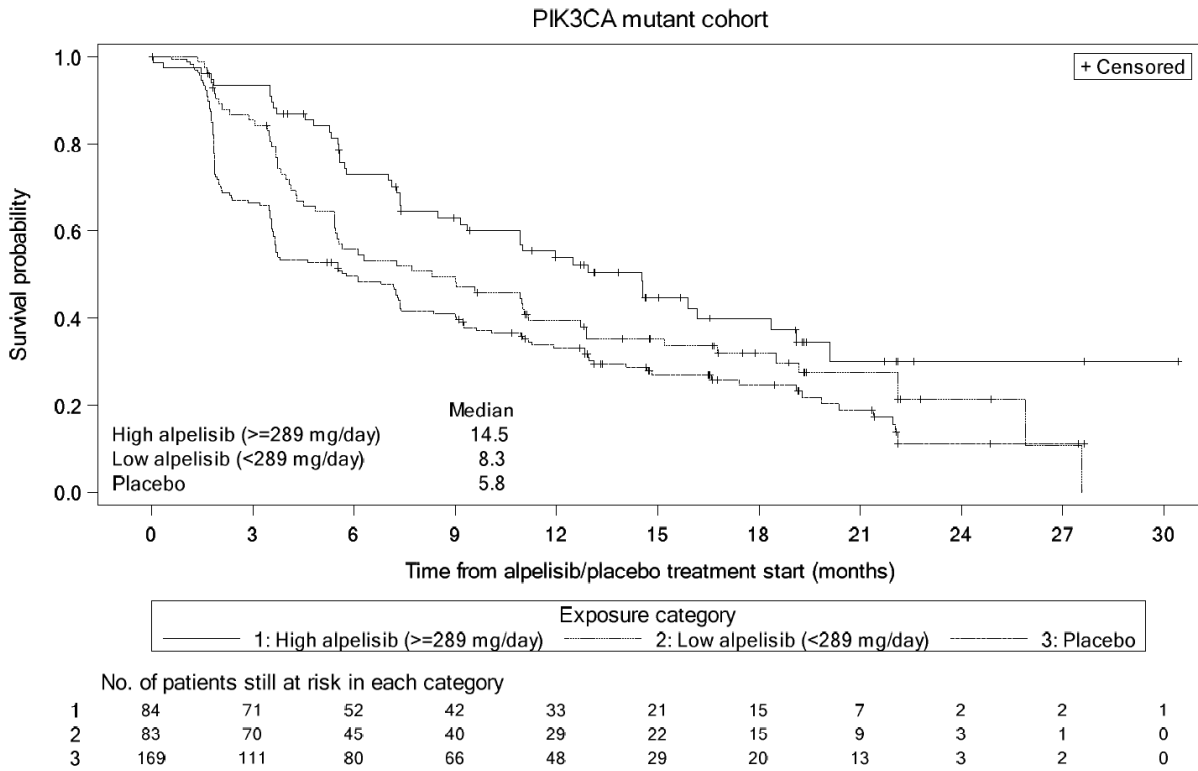 PIK3CA mutant cohort
+ Censored
1.0
0.8
0.6
0.4
0.2
0.0
Survival probability
Median
High alpelisib (>=289 mg/day) 14.5
Low alpelisib (<289 mg/day) 8.3
Placebo 5.8
0 3 6 9 12 15 18 21 24 27 30
Time from alpelisib/placebo treatment start (months)
Exposure category
1: High alpelisib (>=289 mg/day) 2: Low alpelisib (<289 mg/day) 3: Placebo
No. of patients still at risk in each category
1 84 71 52 42 33 21 15 7 2 2 1
2 83 70 45 40 29 22 15 9 3 1 0
3 169 111 80 66 48 29 20 13 3 2 0